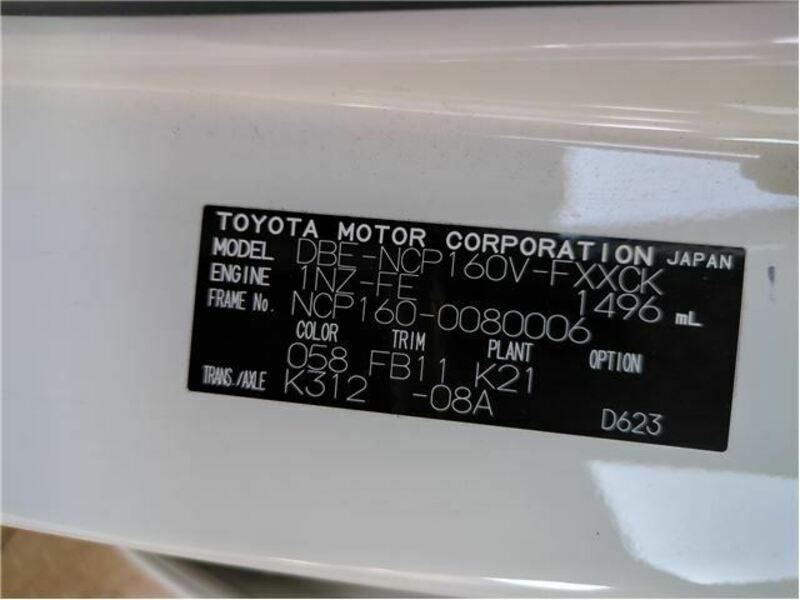 TOYOTA MOTOR CORPORATION JAPAN
MODEL DBE-NCP160V-FXXCK
ENGINE 1NZ-FE 1496 mL
FRAME No. NCP160-0080006
COLOR TRIM PLANT OPTION
058 FB11 K21
TRANS./AXLE K312 -08A D623